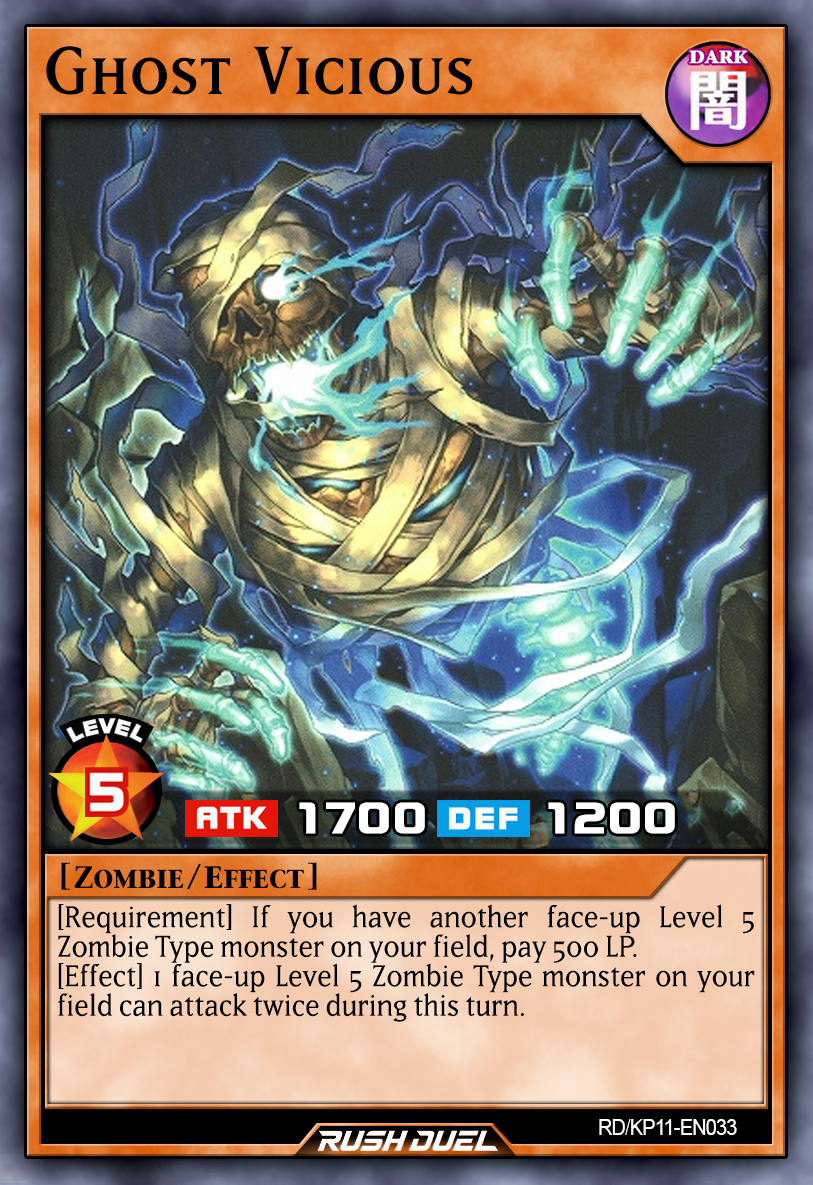 Ghost Vicious
DARK
闇
LEVEL
5
ATK 1700 DEF 1200
[Zombie/Effect]
[Requirement] If you have another face-up Level 5
Zombie Type monster on your field, pay 500 LP.
[Effect] 1 face-up Level 5 Zombie Type monster on your
field can attack twice during this turn.
RD/KP11-EN033
RUSH DUEL